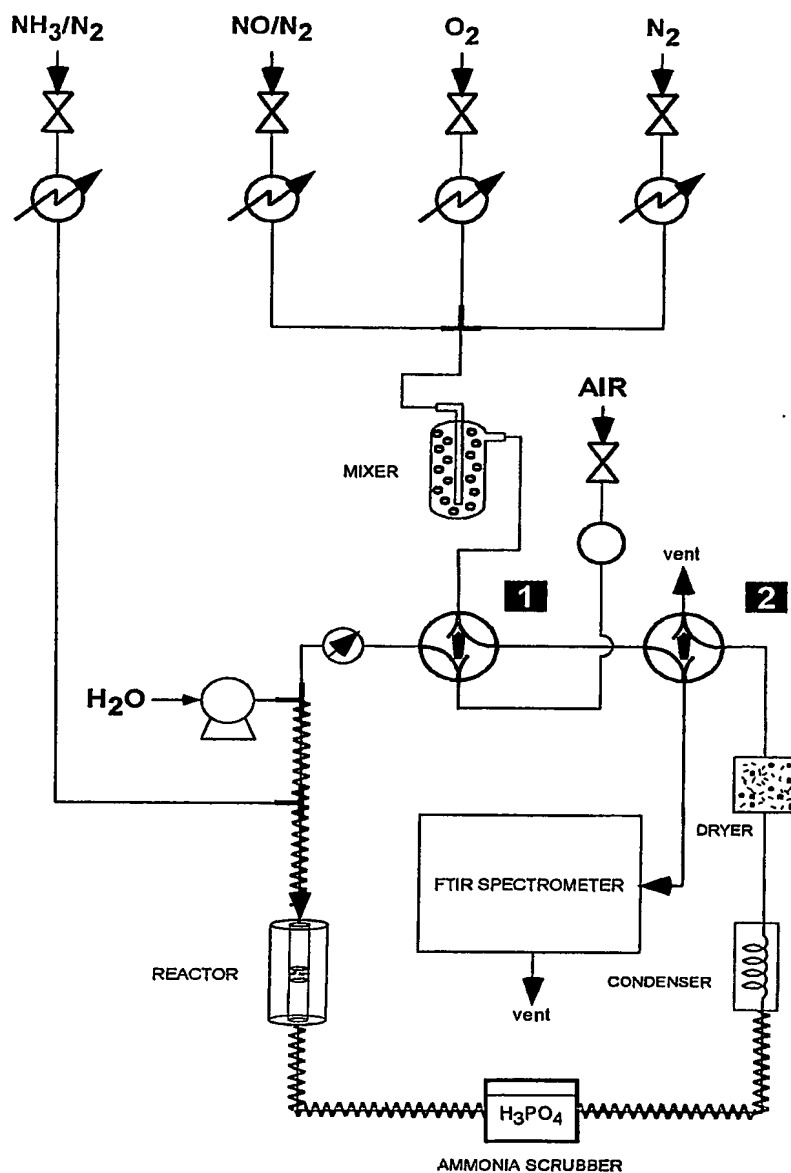 NH3/N2
NO/N2
O2
N2
AIR
MIXER
vent
1
2
H2O
DRYER
FTIR SPECTROMETER
REACTOR
CONDENSER
vent
H3PO4
AMMONIA SCRUBBER